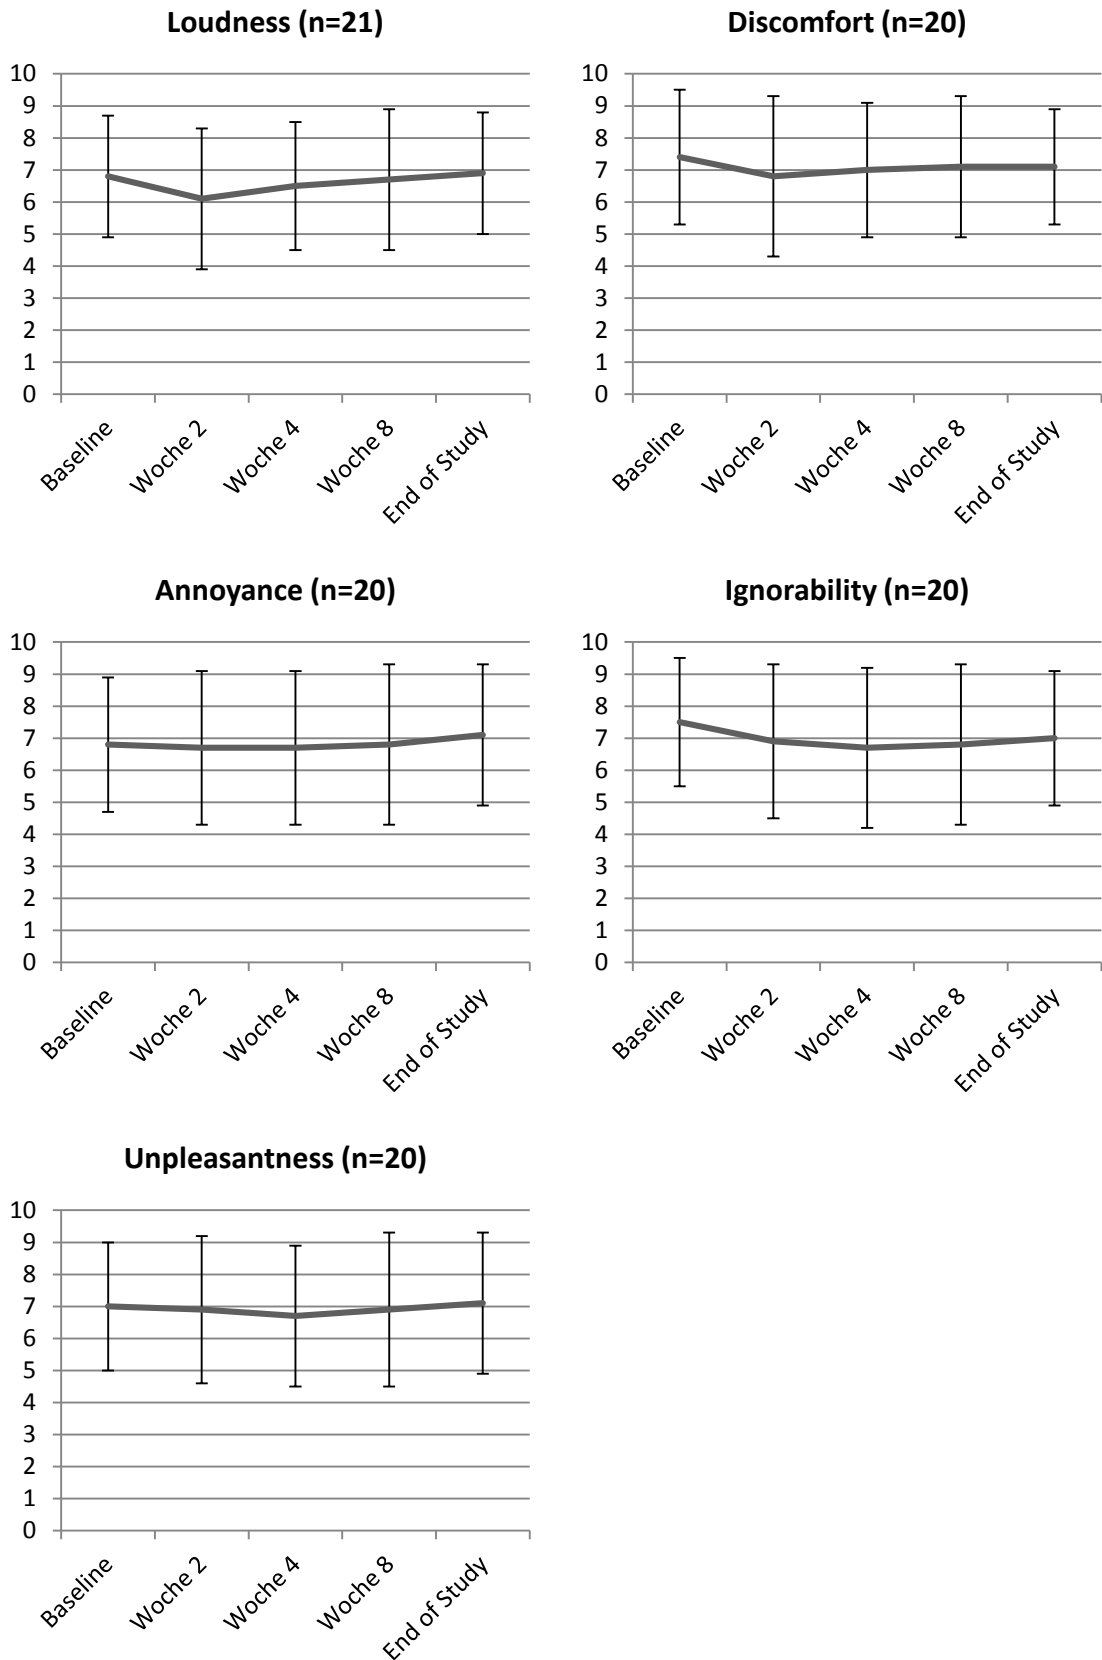 Loudness (n=21)
10
9
8
7
6
5
4
3
2
1
0
Baseline
Woche 2
Woche 4
Woche 8
End of Study
Discomfort (n=20)
10
9
8
7
6
5
4
3
2
1
0
Baseline
Woche 2
Woche 4
Woche 8
End of Study
Annoyance (n=20)
10
9
8
7
6
5
4
3
2
1
0
Baseline
Woche 2
Woche 4
Woche 8
End of Study
Ignorability (n=20)
10
9
8
7
6
5
4
3
2
1
0
Baseline
Woche 2
Woche 4
Woche 8
End of Study
Unpleasantness (n=20)
10
9
8
7
6
5
4
3
2
1
0
Baseline
Woche 2
Woche 4
Woche 8
End of Study